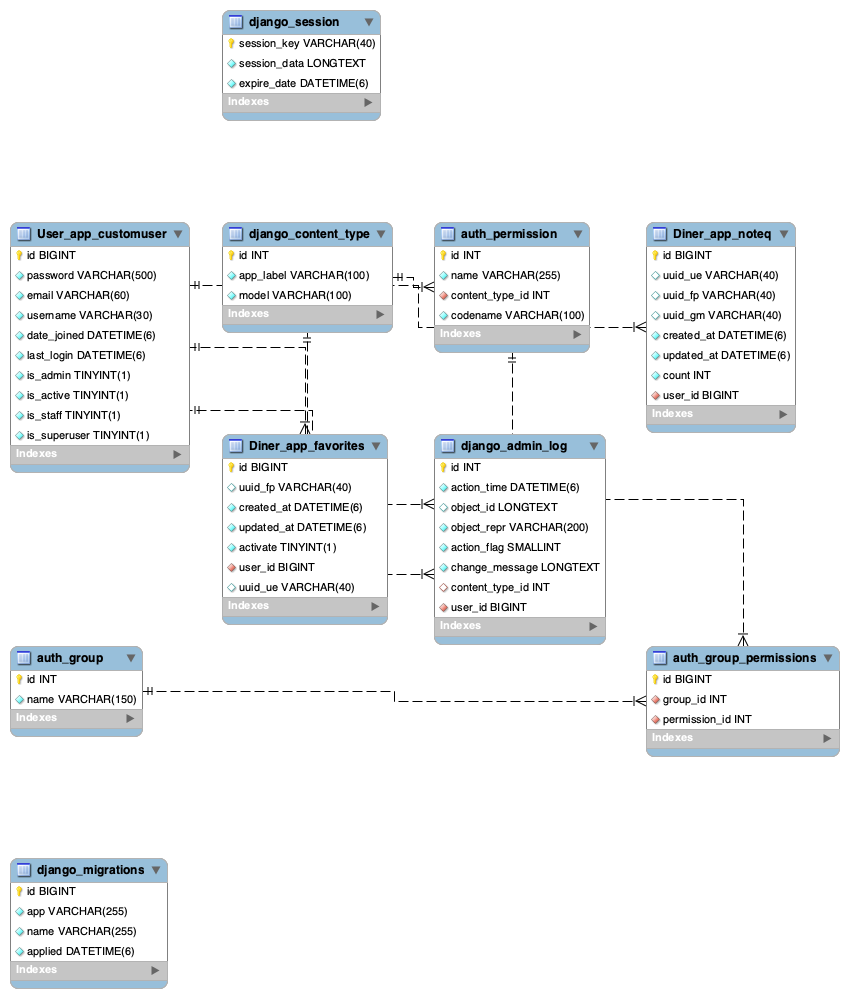 django_session
session_key VARCHAR(40)
session_data LONGTEXT
expire_date DATETIME(6)
Indexes
User_app_customuser
id BIGINT
password VARCHAR(500)
email VARCHAR(60)
username VARCHAR(30)
date_joined DATETIME(6)
last_login DATETIME(6)
is_admin TINYINT(1)
is_active TINYINT(1)
is_staff TINYINT(1)
is_superuser TINYINT(1)
Indexes
django_content_type
id INT
app_label VARCHAR(100)
model VARCHAR(100)
Indexes
auth_permission
id INT
name VARCHAR(255)
content_type_id INT
codename VARCHAR(100)
Indexes
Diner_app_noteq
id BIGINT
uuid_ue VARCHAR(40)
uuid_fp VARCHAR(40)
uuid_gm VARCHAR(40)
created_at DATETIME(6)
updated_at DATETIME(6)
count INT
user_id BIGINT
Indexes
Diner_app_favorites
id BIGINT
uuid_fp VARCHAR(40)
created_at DATETIME(6)
updated_at DATETIME(6)
activate TINYINT(1)
user_id BIGINT
uuid_ue VARCHAR(40)
Indexes
django_admin_log
id INT
action_time DATETIME(6)
object_id LONGTEXT
object_repr VARCHAR(200)
action_flag SMALLINT
change_message LONGTEXT
content_type_id INT
user_id BIGINT
Indexes
auth_group
id INT
name VARCHAR(150)
Indexes
auth_group_permissions
id BIGINT
group_id INT
permission_id INT
Indexes
django_migrations
id BIGINT
app VARCHAR(255)
name VARCHAR(255)
applied DATETIME(6)
Indexes